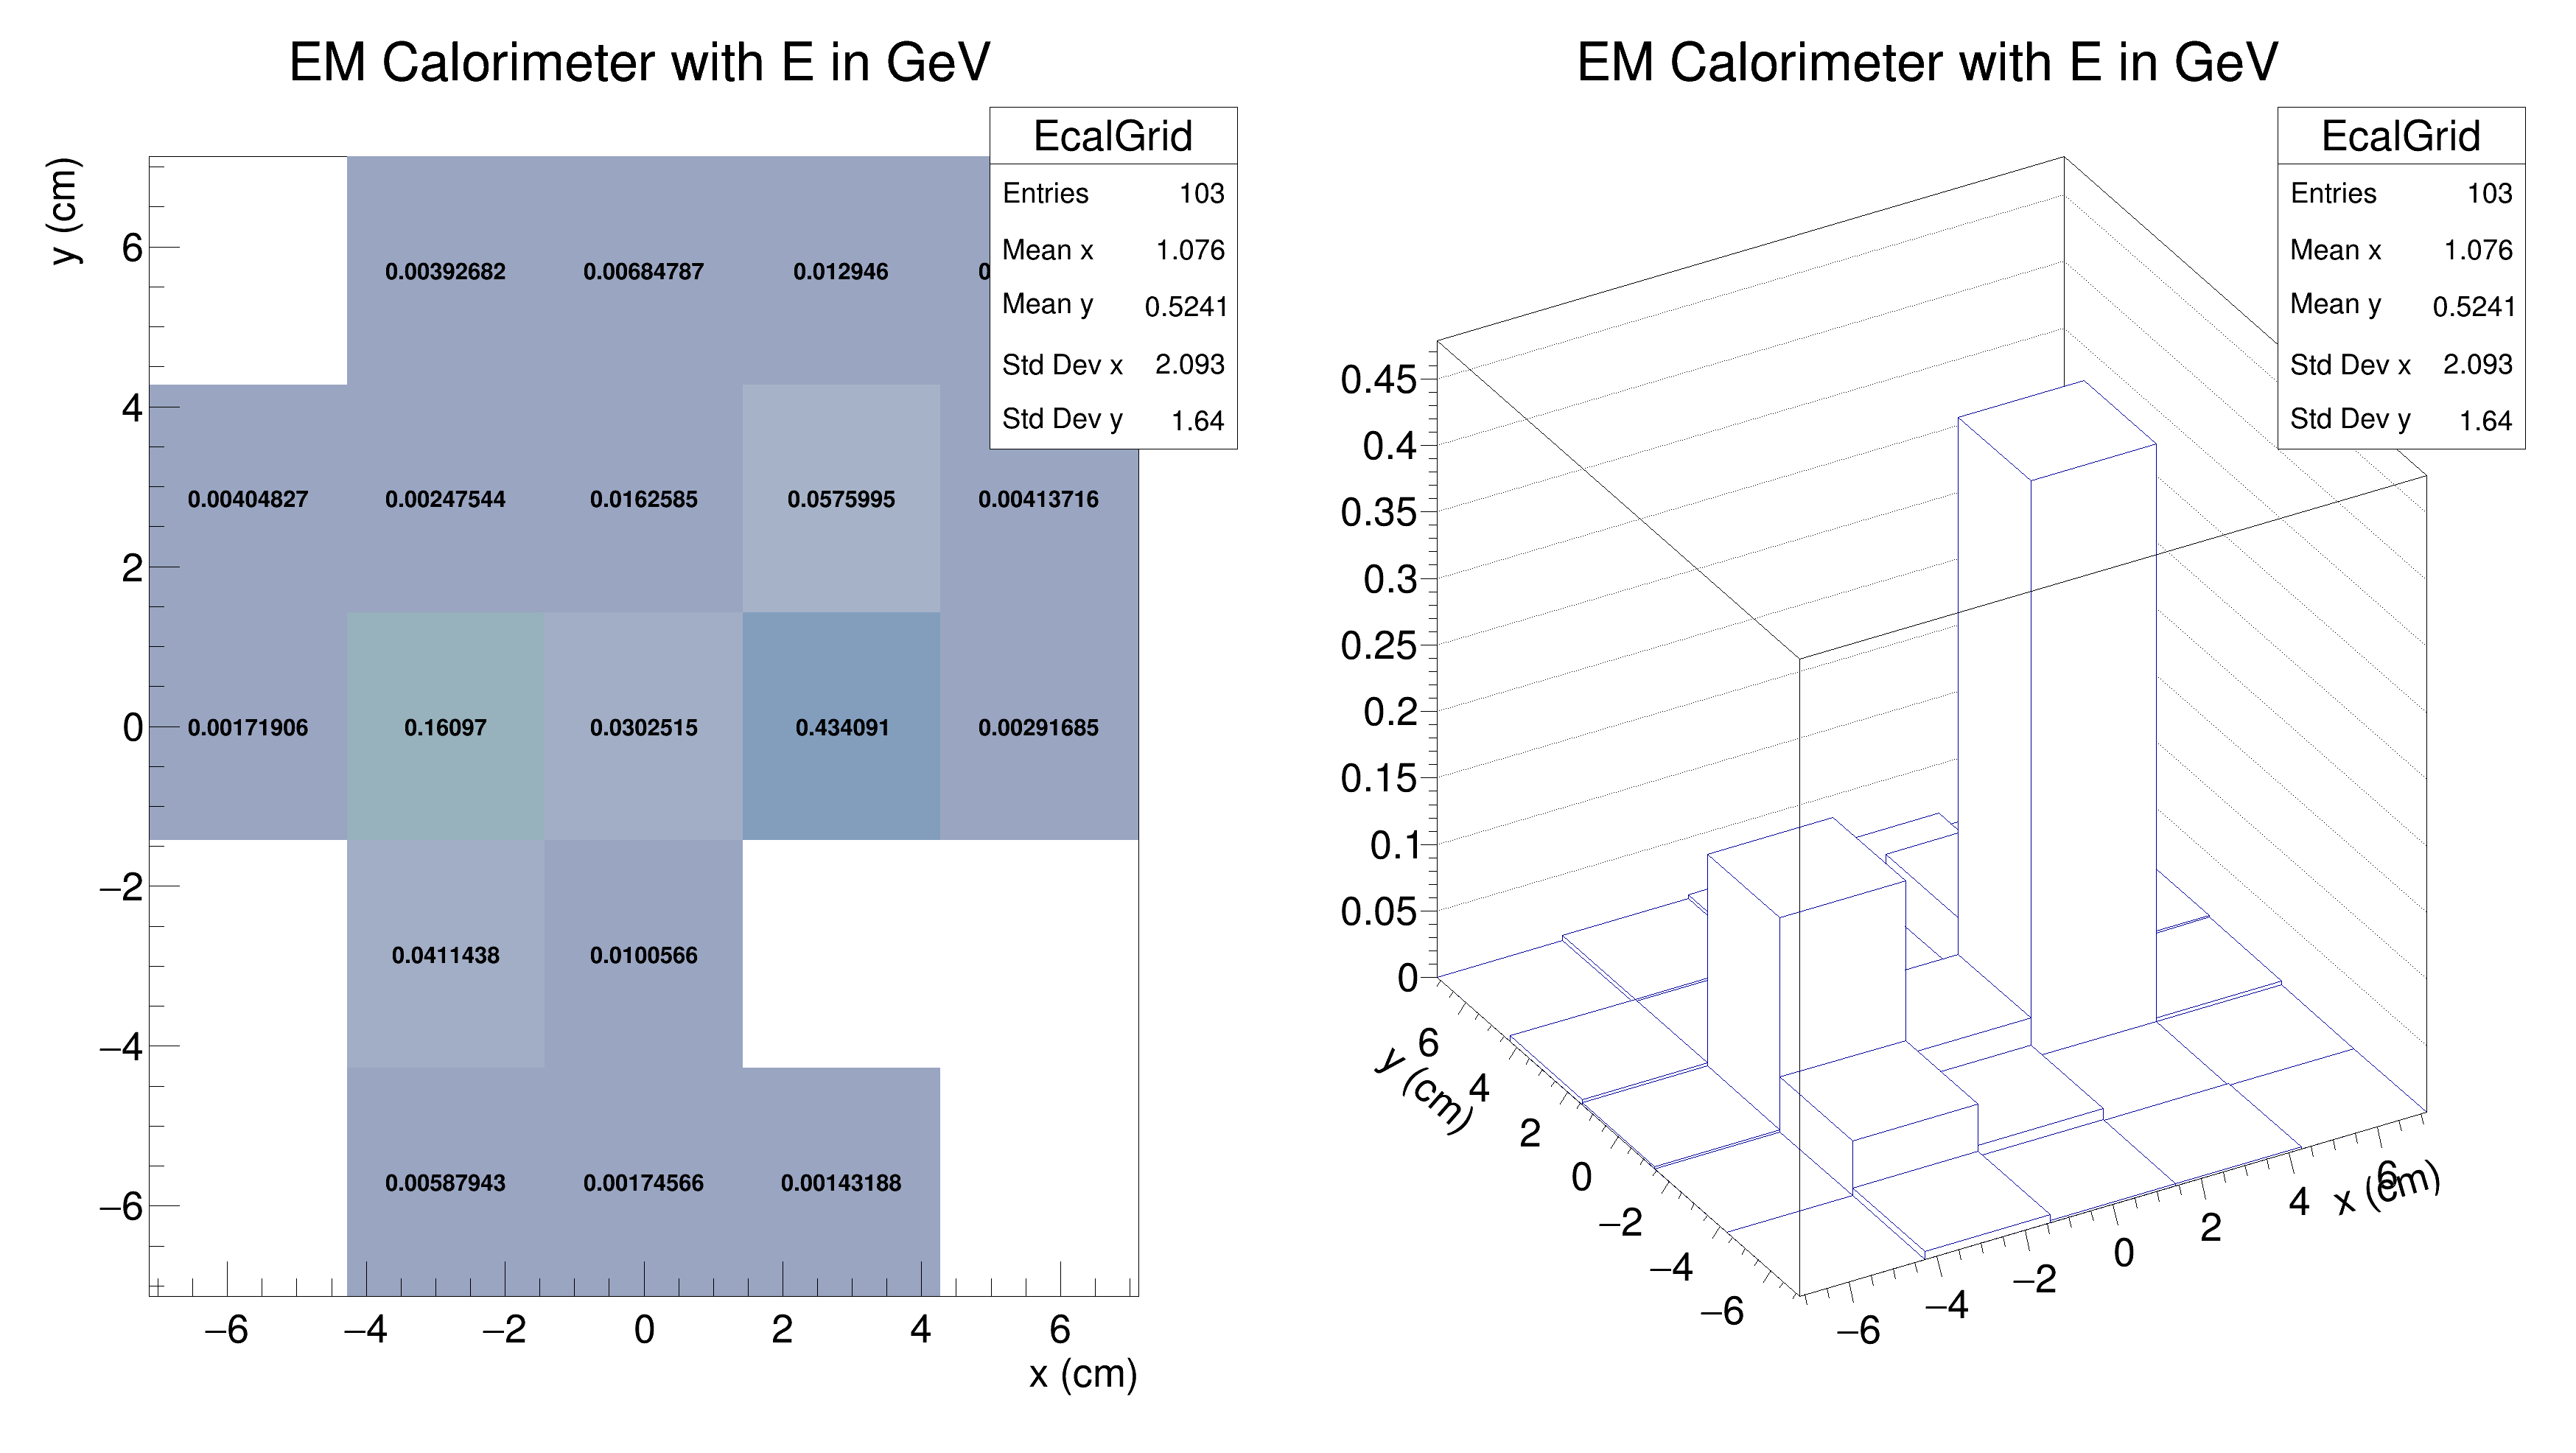 EM Calorimeter with E in GeV
EcalGrid
Entries 103
Mean x 1.076
Mean y 0.5241
Std Dev x 2.093
Std Dev y 1.64
y (cm)
6
4
2
0
−2
−4
−6
0.00392682 0.00684787 0.012946 0
0.00404827 0.00247544 0.0162585 0.0575995 0.00413716
0.00171906 0.16097 0.0302515 0.434091 0.00291685
0.0411438 0.0100566
0.00587943 0.00174566 0.00143188
−6 −4 −2 0 2 4 6
x (cm)
EM Calorimeter with E in GeV
EcalGrid
Entries 103
Mean x 1.076
Mean y 0.5241
Std Dev x 2.093
Std Dev y 1.64
0.45
0.4
0.35
0.3
0.25
0.2
0.15
0.1
0.05
0
y (cm)
6
4
2
0
−2
−4
−6
−6
−4
−2
0
2
4
6
x (cm)